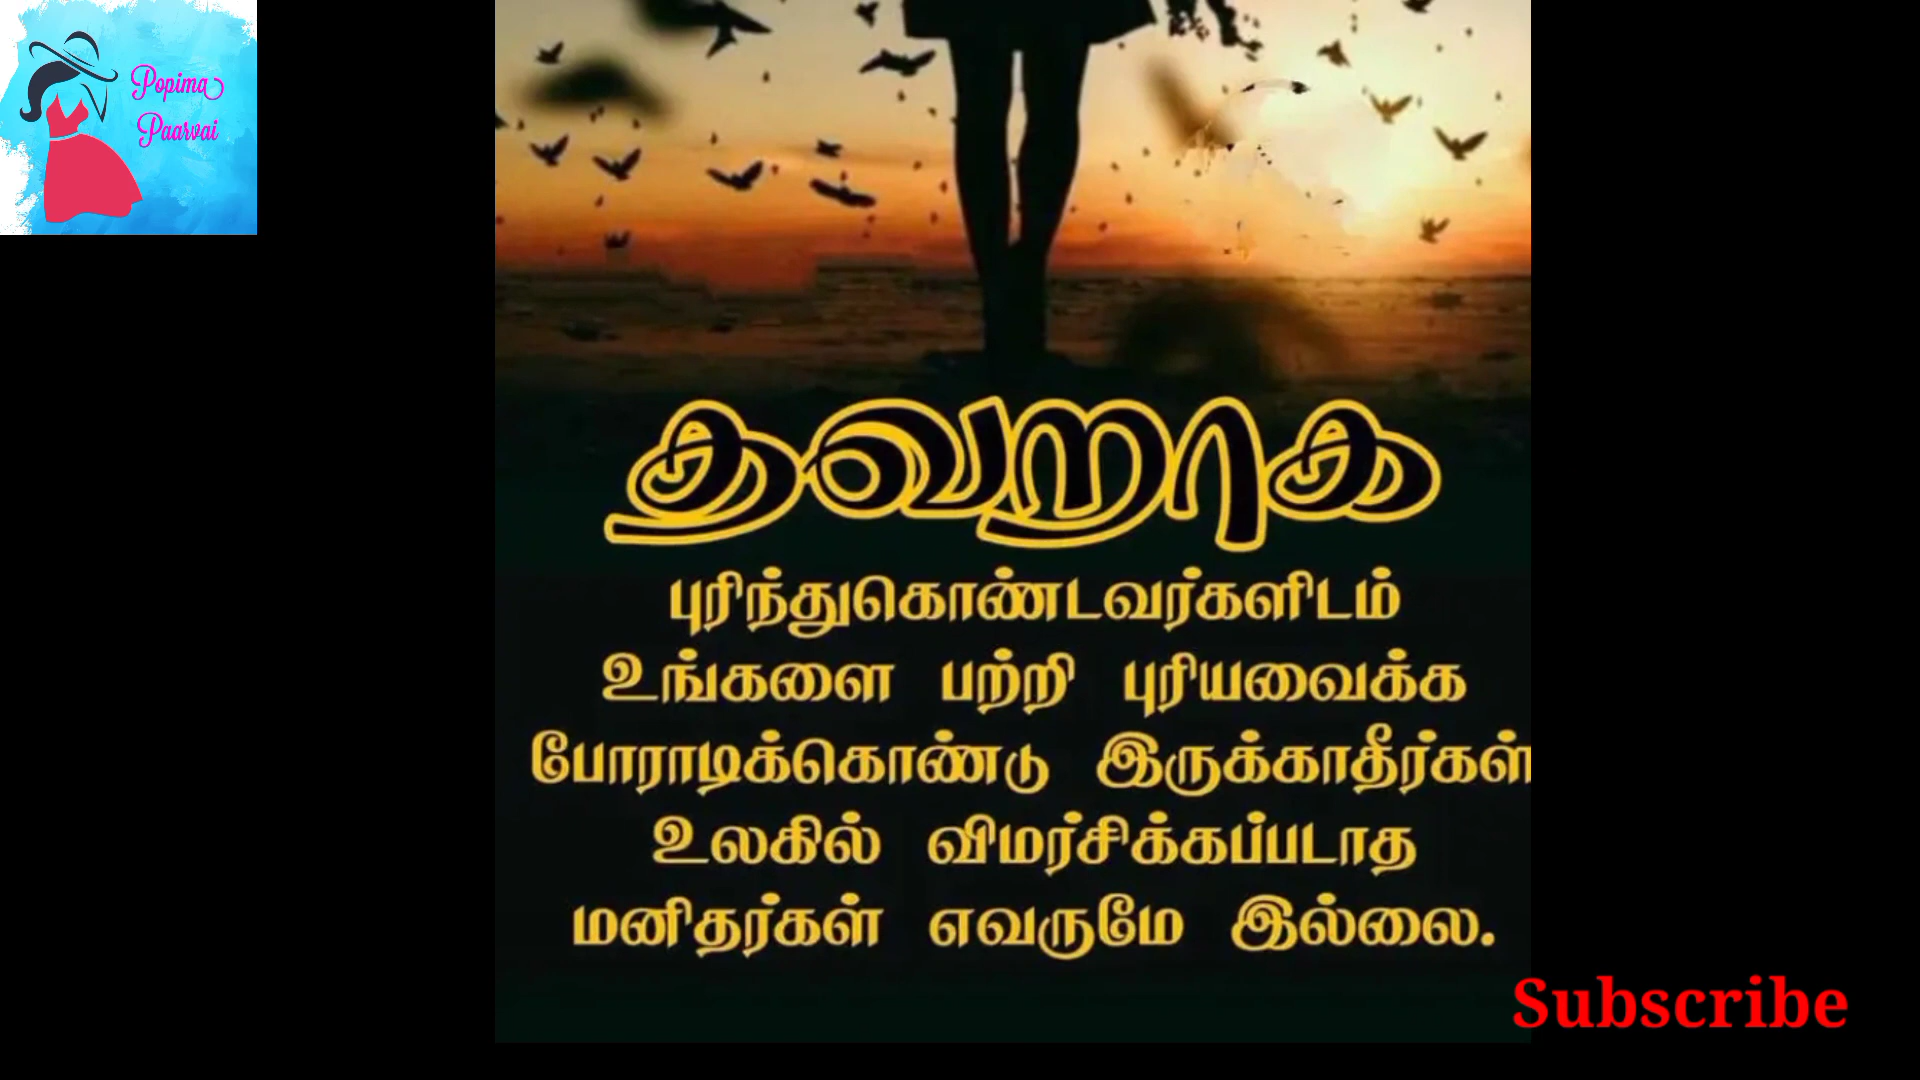 Popima
Paarvai
தவறாக
புரிந்துகொண்டவர்களிடம்
உங்களை பற்றி புரியவைக்க
போராடிக்கொண்டு இருக்காதீர்கள்
உலகில் விமர்சிக்கப்படாத
மனிதர்கள் எவருமே இல்லை.
Subscribe